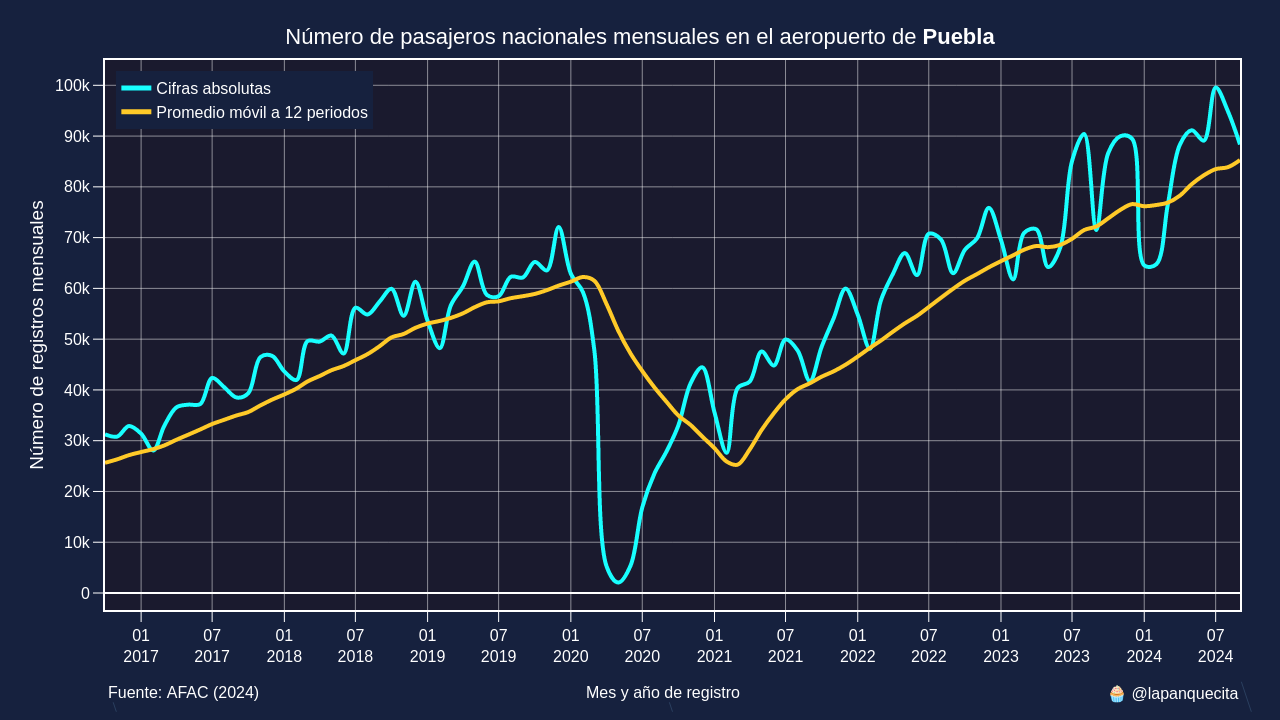 Número de pasajeros nacionales mensuales en el aeropuerto de Puebla
Cifras absolutas
Promedio móvil a 12 periodos
Número de registros mensuales
100k
90k
80k
70k
60k
50k
40k
30k
20k
10k
0
01 07 01 07 01 07 01 07 01 07 01 07 01 07 01 07
2017 2017 2018 2018 2019 2019 2020 2020 2021 2021 2022 2022 2023 2023 2024 2024
Fuente: AFAC (2024) Mes y año de registro 🧁 @lapanquecita